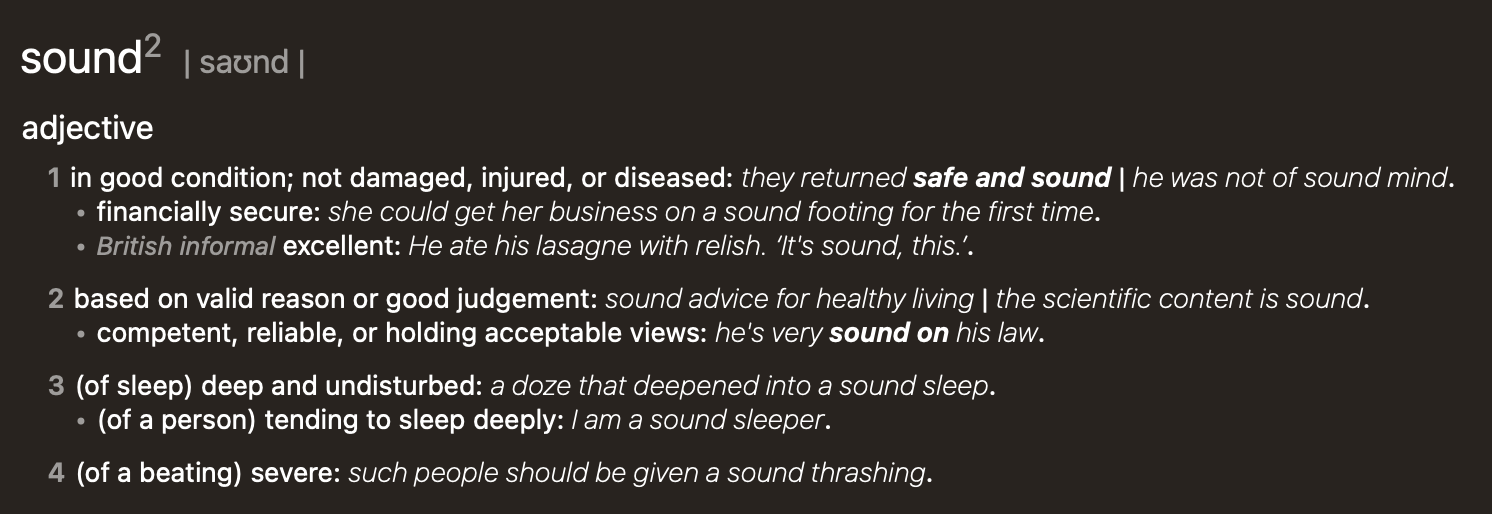 sound² | saʊnd |
adjective
1 in good condition; not damaged, injured, or diseased: they returned safe and sound | he was not of sound mind.
• financially secure: she could get her business on a sound footing for the first time.
• British informal excellent: He ate his lasagne with relish. ‘It's sound, this.’.
2 based on valid reason or good judgement: sound advice for healthy living | the scientific content is sound.
• competent, reliable, or holding acceptable views: he's very sound on his law.
3 (of sleep) deep and undisturbed: a doze that deepened into a sound sleep.
• (of a person) tending to sleep deeply: I am a sound sleeper.
4 (of a beating) severe: such people should be given a sound thrashing.